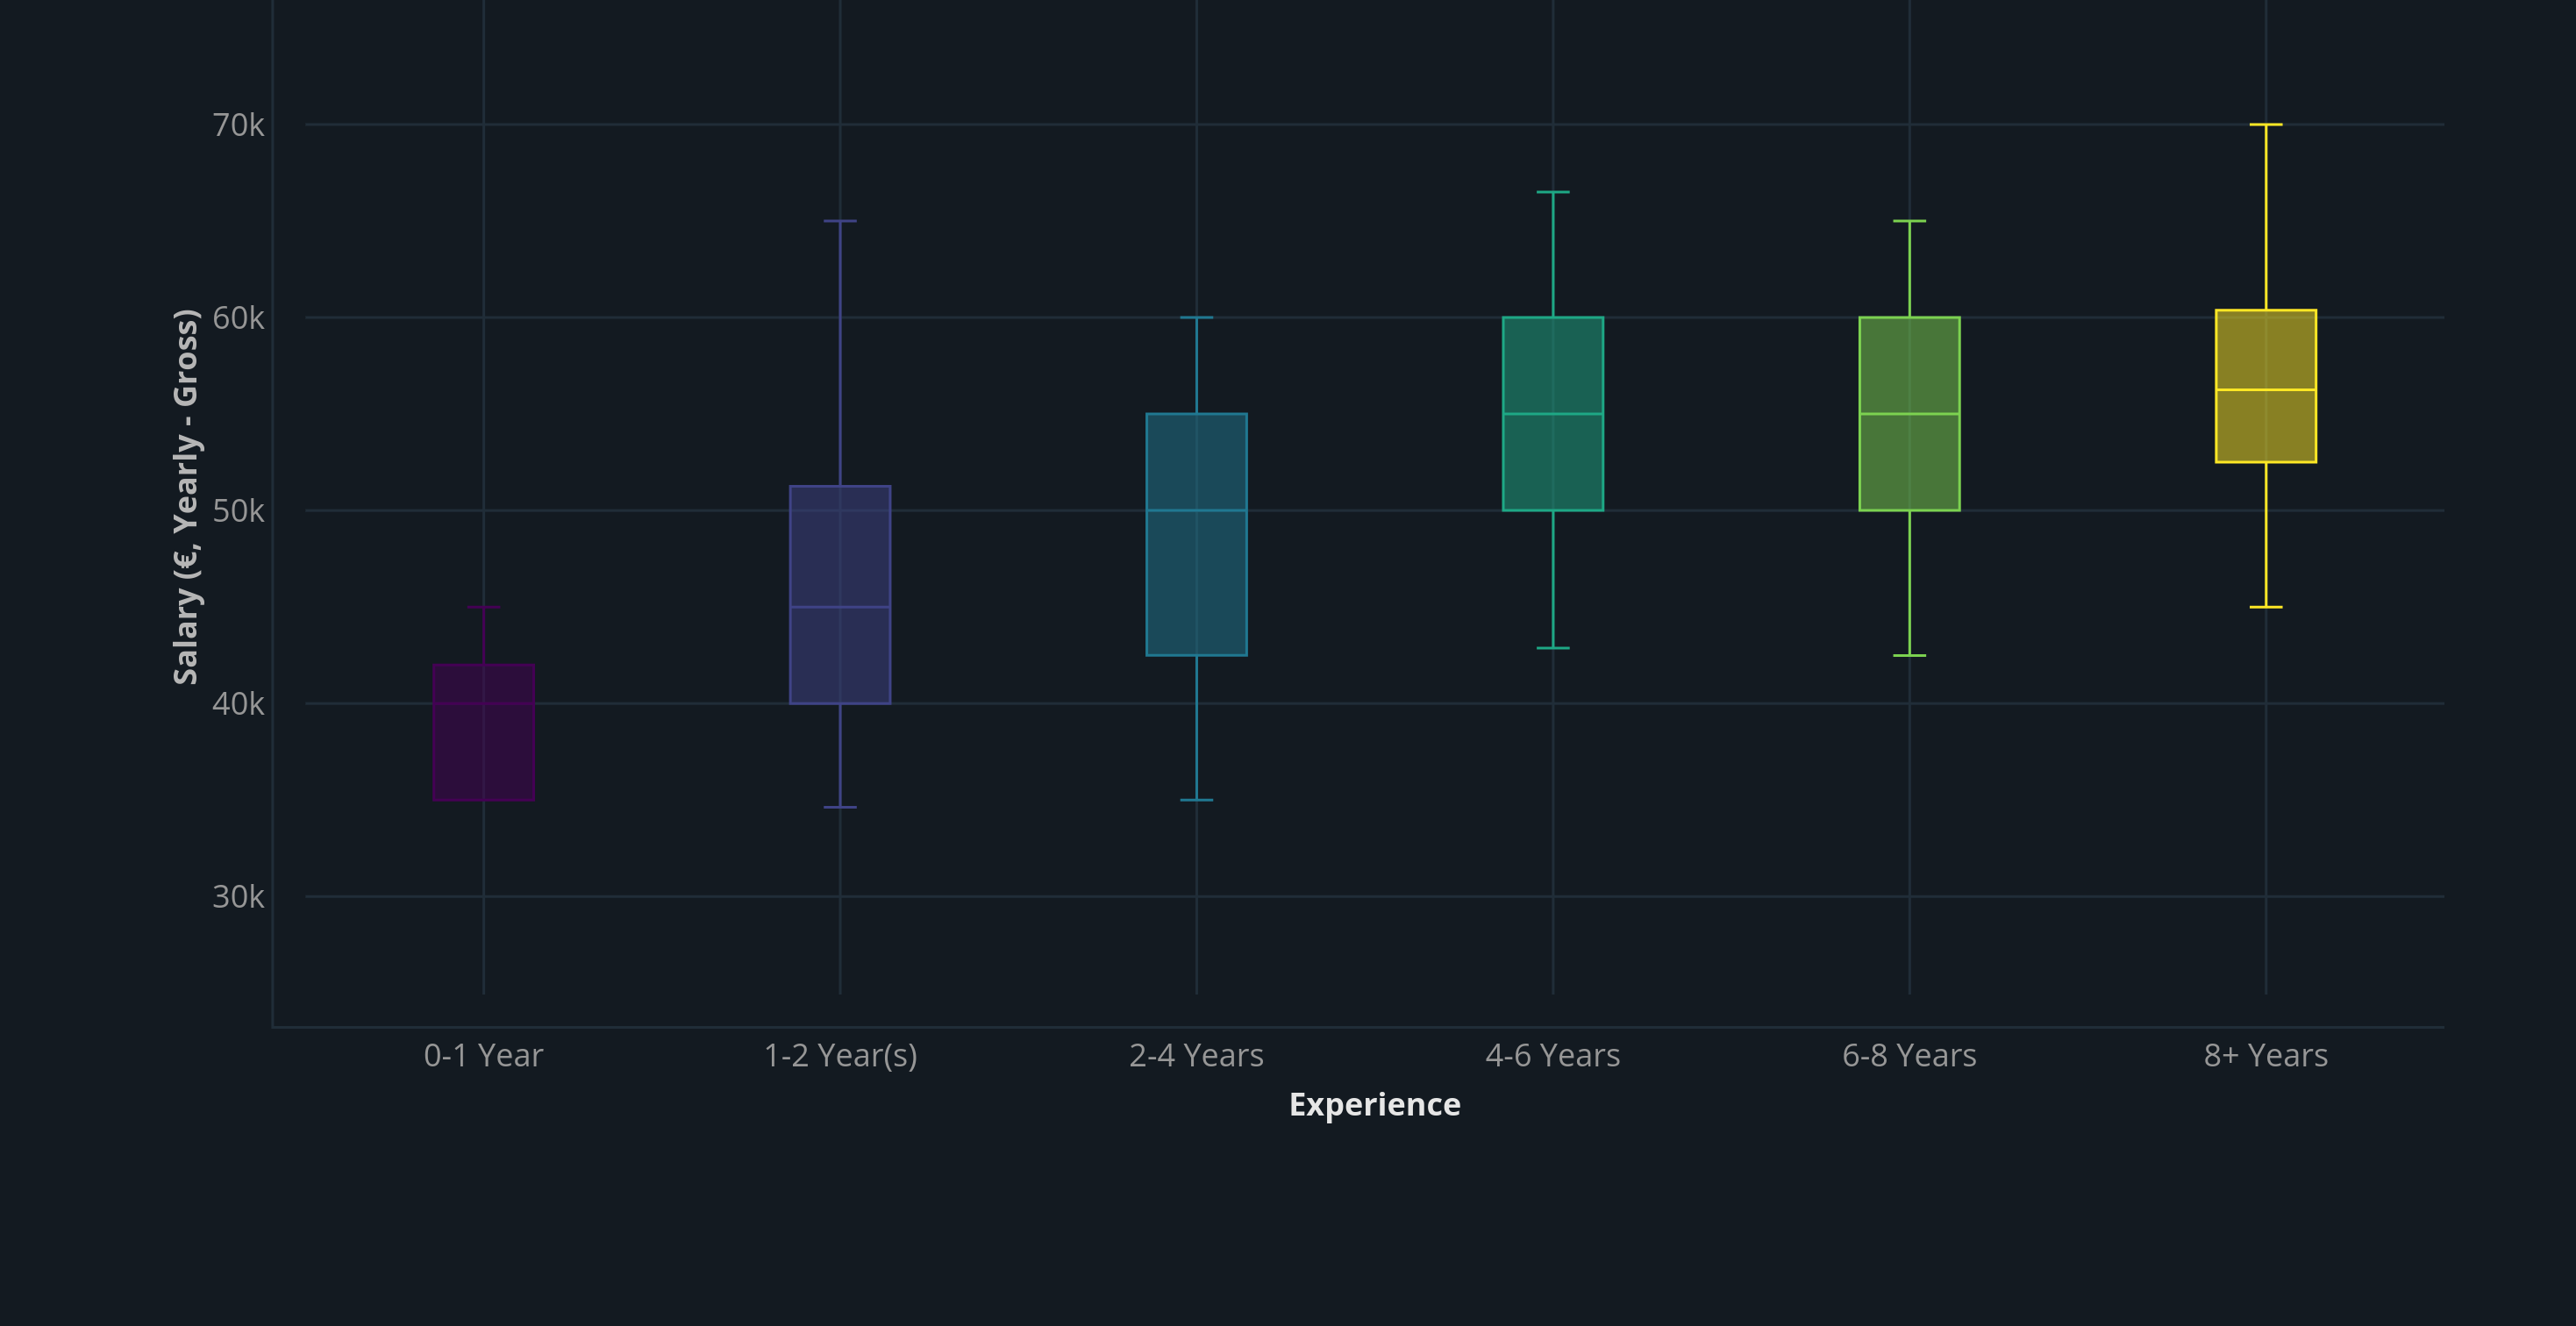 70k
60k
50k
40k
30k
Salary (€, Yearly - Gross)
0-1 Year
1-2 Year(s)
2-4 Years
4-6 Years
6-8 Years
8+ Years
Experience